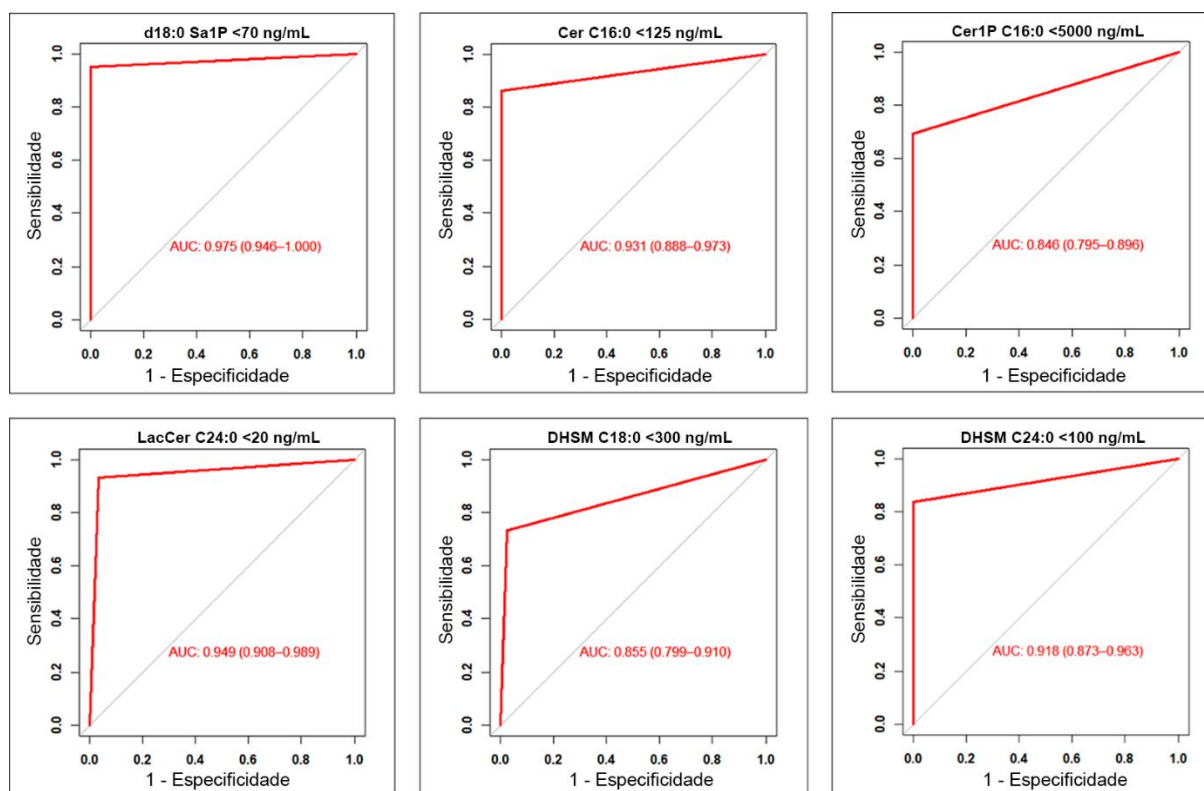 d18:0 Sa1P <70 ng/mL
Sensibilidade
1.0
0.8
0.6
0.4
0.2
0.0
AUC: 0.975 (0.946–1.000)
0.0 0.2 0.4 0.6 0.8 1.0
1 - Especificidade
Cer C16:0 <125 ng/mL
Sensibilidade
1.0
0.8
0.6
0.4
0.2
0.0
AUC: 0.931 (0.888–0.973)
0.0 0.2 0.4 0.6 0.8 1.0
1 - Especificidade
Cer1P C16:0 <5000 ng/mL
Sensibilidade
1.0
0.8
0.6
0.4
0.2
0.0
AUC: 0.846 (0.795–0.896)
0.0 0.2 0.4 0.6 0.8 1.0
1 - Especificidade
LacCer C24:0 <20 ng/mL
Sensibilidade
1.0
0.8
0.6
0.4
0.2
0.0
AUC: 0.949 (0.908–0.989)
0.0 0.2 0.4 0.6 0.8 1.0
1 - Especificidade
DHSM C18:0 <300 ng/mL
Sensibilidade
1.0
0.8
0.6
0.4
0.2
0.0
AUC: 0.855 (0.799–0.910)
0.0 0.2 0.4 0.6 0.8 1.0
1 - Especificidade
DHSM C24:0 <100 ng/mL
Sensibilidade
1.0
0.8
0.6
0.4
0.2
0.0
AUC: 0.918 (0.873–0.963)
0.0 0.2 0.4 0.6 0.8 1.0
1 - Especificidade